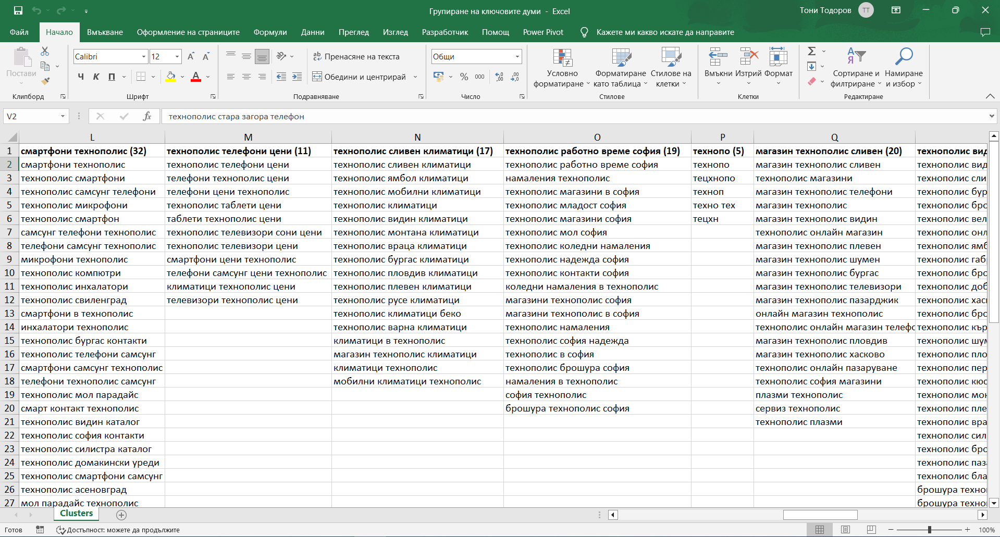 Групиране на ключовите думи - Excel
Тони Тодоров
ТТ
Файл Начало Вмъкване Оформление на страниците Формули Данни Преглед Изглед Разработчик Помощ Power Pivot Кажете ми какво искате да направите
Постави
Calibri 12
Ч К П
Пренасяне на текста
Обедини и центрирай
Общи
% 000
Условно форматиране
Форматиране като таблица
Стилове на клетки
Вмъкни Изтрий Формат
Сортиране и филтриране
Намиране и избор
Клипборд Шрифт Подравняване Число Стилове Клетки Редактиране
V2 fx технополис стара загора телефон
L M N O P Q
1 смартфони технополис (32) технополис телефони цени (11) технополис сливен климатици (17) технополис работно време софия (19) технопо (5) магазин технополис сливен (20) технополис вид
2 смартфони технополис технополис телефони цени технополис сливен климатици технополис работно време софия технопо магазин технополис сливен технополис вид
3 технополис смартфони телефони технополис цени технополис ямбол климатици намаления технополис тецхнопо технополис магазини технополис сли
4 технополис самсунг телефони телефони цени технополис технополис мобилни климатици технополис магазини в софия техноп магазин технополис телефони технополис бур
5 технополис микрофони технополис таблети цени технополис климатици технополис младост софия техно тех магазин технополис технополис бро
6 технополис смартфон таблети технополис цени технополис видин климатици технополис магазини софия тецхн магазин технополис видин технополис вел
7 самсунг телефони технополис технополис телевизори сони цени технополис монтана климатици технополис мол софия технополис онлайн магазин технополис онл
8 телефони самсунг технополис технополис телевизори цени технополис враца климатици технополис коледни намаления магазин технополис плевен технополис ямб
9 микрофони технополис смартфони цени технополис технополис бургас климатици технополис надежда софия магазин технополис шумен технополис габ
10 технополис компютри телефони самсунг цени технополис технополис пловдив климатици технополис контакти софия магазин технополис бургас технополис бро
11 технополис инхалатори климатици технополис цени технополис плевен климатици коледни намаления в технополис магазин технополис телевизори технополис доб
12 технополис свиленград телевизори технополис цени технополис русе климатици магазини технополис софия магазин технополис пазарджик технополис хас
13 смартфони в технополис технополис климатици беко магазини технополис в софия онлайн магазин технополис технополис бро
14 инхалатори технополис технополис варна климатици технополис намаления технополис онлайн магазин телефо технополис кър
15 технополис бургас контакти климатици в технополис технополис софия надежда магазин технополис пловдив технополис шум
16 технополис телефони самсунг магазин технополис климатици технополис в софия магазин технополис хасково технополис пло
17 смартфони самсунг технополис климатици технополис технополис брошура софия технополис онлайн пазаруване технополис пер
18 телефони технополис самсунг мобилни климатици технополис намаления в технополис технополис софия магазини технополис кюс
19 технополис мол парадайс софия технополис плазми технополис технополис мон
20 смарт контакт технополис брошура технополис софия сервиз технополис технополис пле
21 технополис видин каталог технополис плазми технополис вра
22 технополис софия контакти технополис сил
23 технополис силистра каталог технополис бро
24 технополис домакински уреди технополис паз
25 технополис смартфони самсунг технополис бла
26 технополис асеновград брошура техно
27 мол парадайс технополис брошура техно
Clusters
Готов Достъпност: можете да продължите 100%